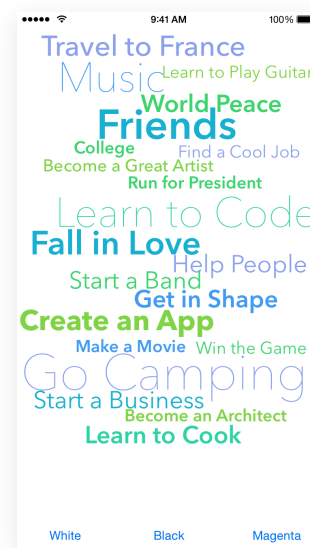 9:41 AM 100%
Travel to France
Music
Learn to Play Guitar
World Peace
Friends
College
Find a Cool Job
Become a Great Artist
Run for President
Learn to Code
Fall in Love
Help People
Start a Band
Get in Shape
Create an App
Make a Movie
Win the Game
Go Camping
Start a Business
Become an Architect
Learn to Cook
White Black Magenta